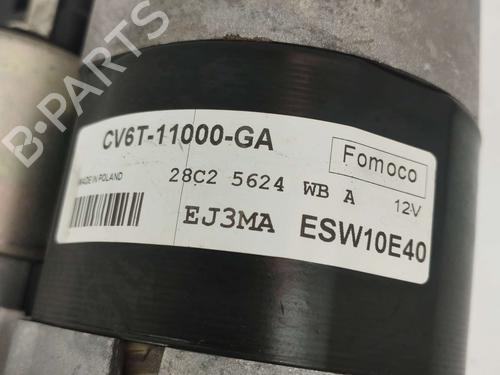 B-PARTS
CV6T-11000-GA
Fomoco
MADE IN POLAND
28C2 5624 WB A 12V
EJ3MA ESW10E40